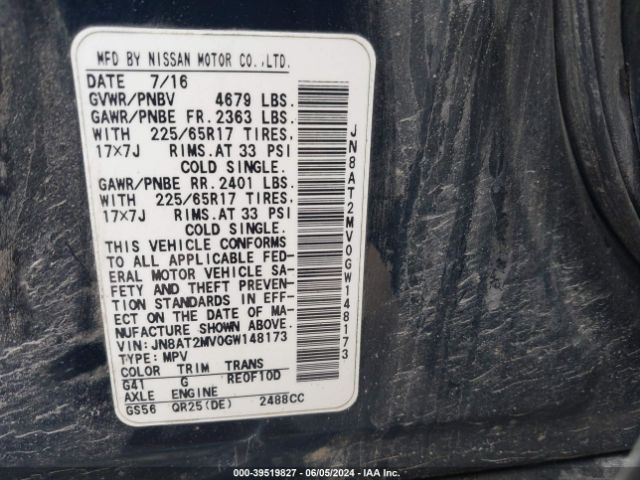 MFD BY NISSAN MOTOR CO.,LTD.
DATE 7/16
GVWR/PNBV 4679 LBS.
GAWR/PNBE FR. 2363 LBS.
WITH 225/65R17 TIRES.
17×7J RIMS.AT 33 PSI
COLD SINGLE.
GAWR/PNBE RR. 2401 LBS.
WITH 225/65R17 TIRES.
17×7J RIMS.AT 33 PSI
COLD SINGLE.
THIS VEHICLE CONFORMS
TO ALL APPLICABLE FED-
ERAL MOTOR VEHICLE SA-
FETY AND THEFT PREVEN-
TION STANDARDS IN EFF-
ECT ON THE DATE OF MA-
NUFACTURE SHOWN ABOVE.
VIN:JN8AT2MV0GW148173
TYPE:MPV
COLOR TRIM TRANS
G41 G RE0F10D
AXLE ENGINE
GS56 QR25(DE) 2488CC
JN8AT2MV0GW148173
000-39519827 - 06/05/2024 - IAA Inc.